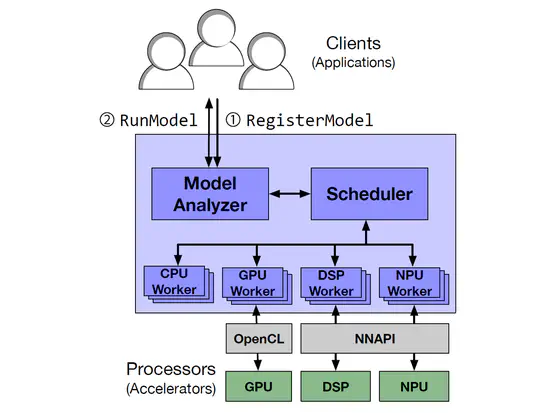 Clients
(Applications)
② RunModel
① RegisterModel
Model
Analyzer
Scheduler
CPU
Worker
GPU
Worker
DSP
Worker
NPU
Worker
OpenCL
NNAPI
Processors
(Accelerators)
GPU
DSP
NPU